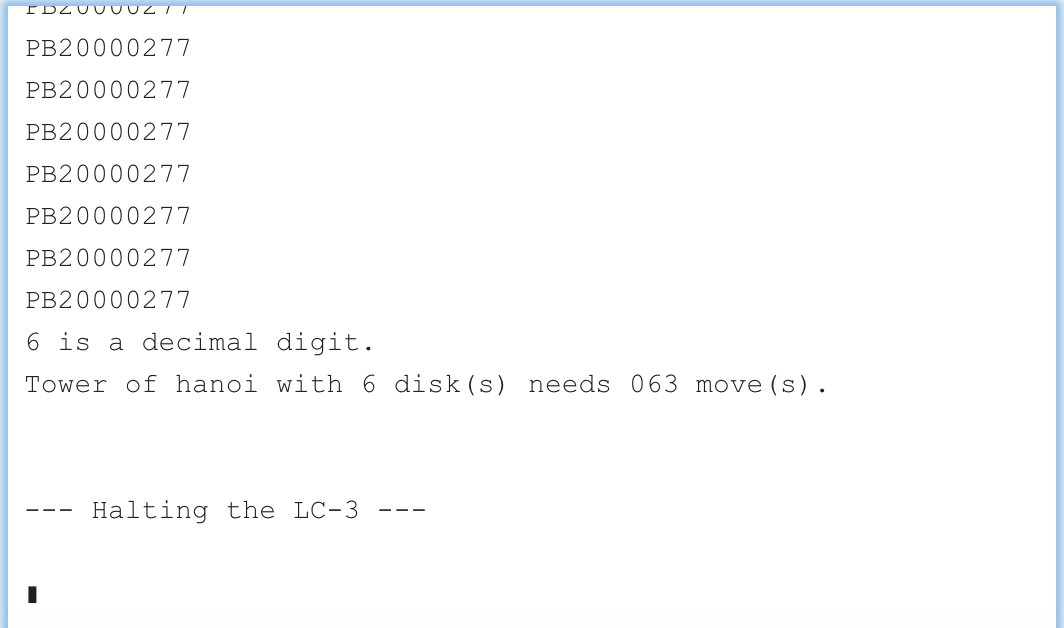 PB20000277
PB20000277
PB20000277
PB20000277
PB20000277
PB20000277
PB20000277
PB20000277
6 is a decimal digit.
Tower of hanoi with 6 disk(s) needs 063 move(s).
--- Halting the LC-3 ---